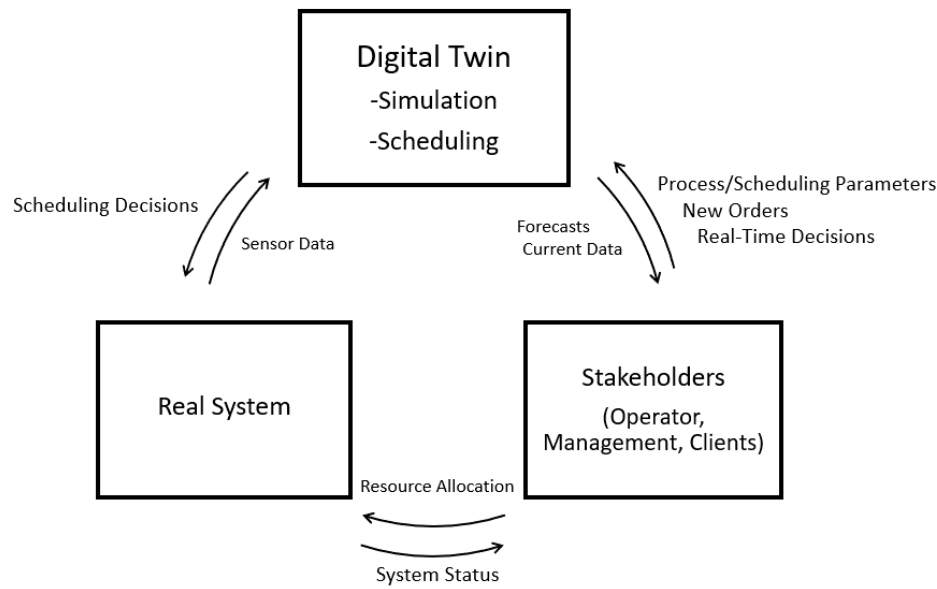 Digital Twin
-Simulation
-Scheduling
Scheduling Decisions
Sensor Data
Forecasts
Current Data
Process/Scheduling Parameters
New Orders
Real-Time Decisions
Real System
Stakeholders
(Operator,
Management, Clients)
Resource Allocation
System Status